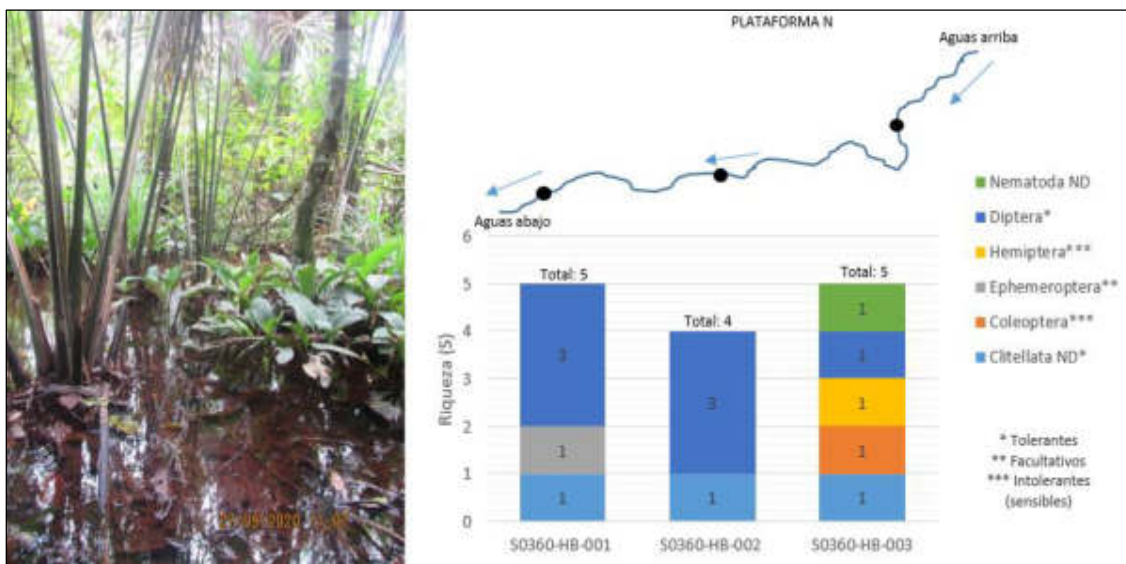 PLATAFORMA N
Aguas arriba
Aguas abajo
Nematoda ND
Diptera*
Hemiptera***
Ephemeroptera**
Coleoptera***
Clitellata ND*
* Tolerantes
** Facultativos
*** Intolerantes
(sensibles)
Riqueza (S)
6
5
4
3
2
1
0
Total: 5
3
1
1
Total: 4
3
1
Total: 5
1
1
1
1
1
S0360-HB-001
S0360-HB-002
S0360-HB-003